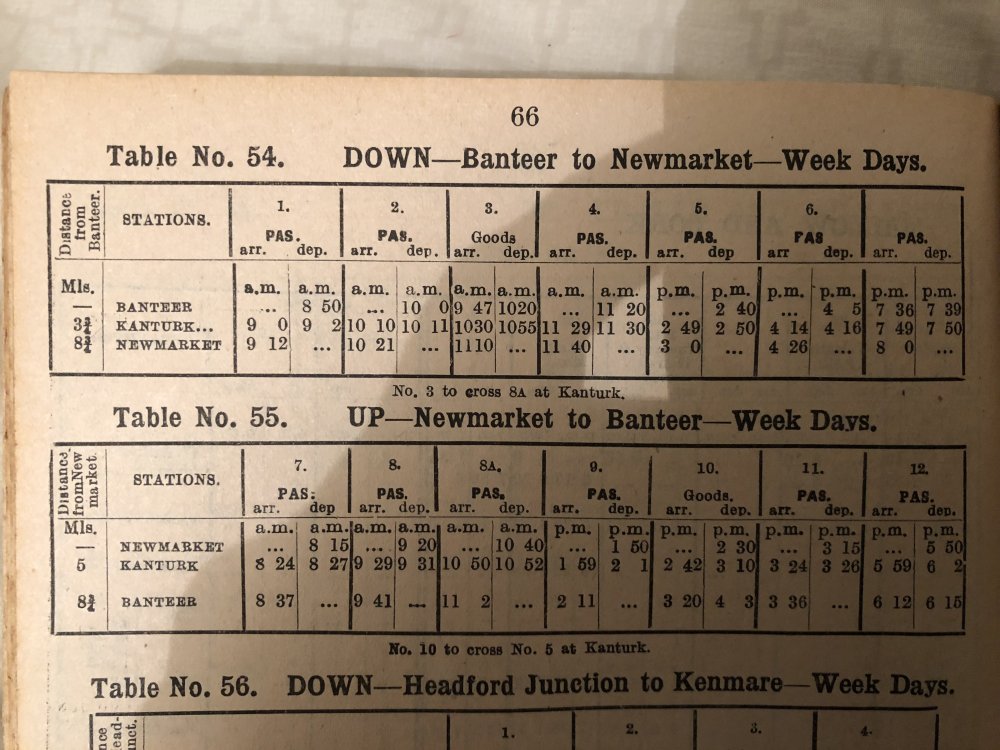 66
Table No. 54. DOWN—Banteer to Newmarket—Week Days.
Distance from Banteer. STATIONS. 1. 2. 3. 4. 5. 6.
PAS. PAS. Goods PAS. PAS. PAS PAS.
arr. dep. arr. dep. arr. dep. arr. dep. arr. dep arr dep. arr. dep
Mls. a.m. a.m. a.m. a.m. a.m. a.m. a.m. a.m. p.m. p.m. p.m. p.m. p.m. p.m.
— BANTEER ... 8 50 ... 10 0 9 47 1020 ... 11 20 ... 2 40 ... 4 5 7 36 7 39
3¾ KANTURK... 9 0 9 2 10 10 10 11 1030 1055 11 29 11 30 2 49 2 50 4 14 4 16 7 49 7 50
8¾ NEWMARKET 9 12 ... 10 21 ... 1110 ... 11 40 ... 3 0 ... 4 26 ... 8 0 ...
No. 3 to cross 8A at Kanturk.
Table No. 55. UP—Newmarket to Banteer—Week Days.
Distance from New market. STATIONS. 7. 8. 8A. 9. 10. 11. 12.
PAS. PAS. PAS. PAS. Goods. PAS. PAS.
arr. dep. arr. dep arr. dep. arr. dep. arr. dep. arr. dep. arr. dep.
Mls. a.m. a.m. a.m. a.m. a.m. a.m. p.m. p.m. p.m. p.m. p.m. p.m. p.m. p.m.
— NEWMARKET ... 8 15 ... 9 20 ... 10 40 ... 1 50 ... 2 30 ... 3 15 ... 5 50
5 KANTURK 8 24 8 27 9 29 9 31 10 50 10 52 1 59 2 1 2 42 3 10 3 24 3 26 5 59 6 2
8¾ BANTEER 8 37 ... 9 41 ... 11 2 ... 2 11 ... 3 20 4 3 3 36 ... 6 12 6 15
No. 10 to cross No. 5 at Kanturk.
Table No. 56. DOWN—Headford Junction to Kenmare—Week Days.
1. 2. 3. 4.